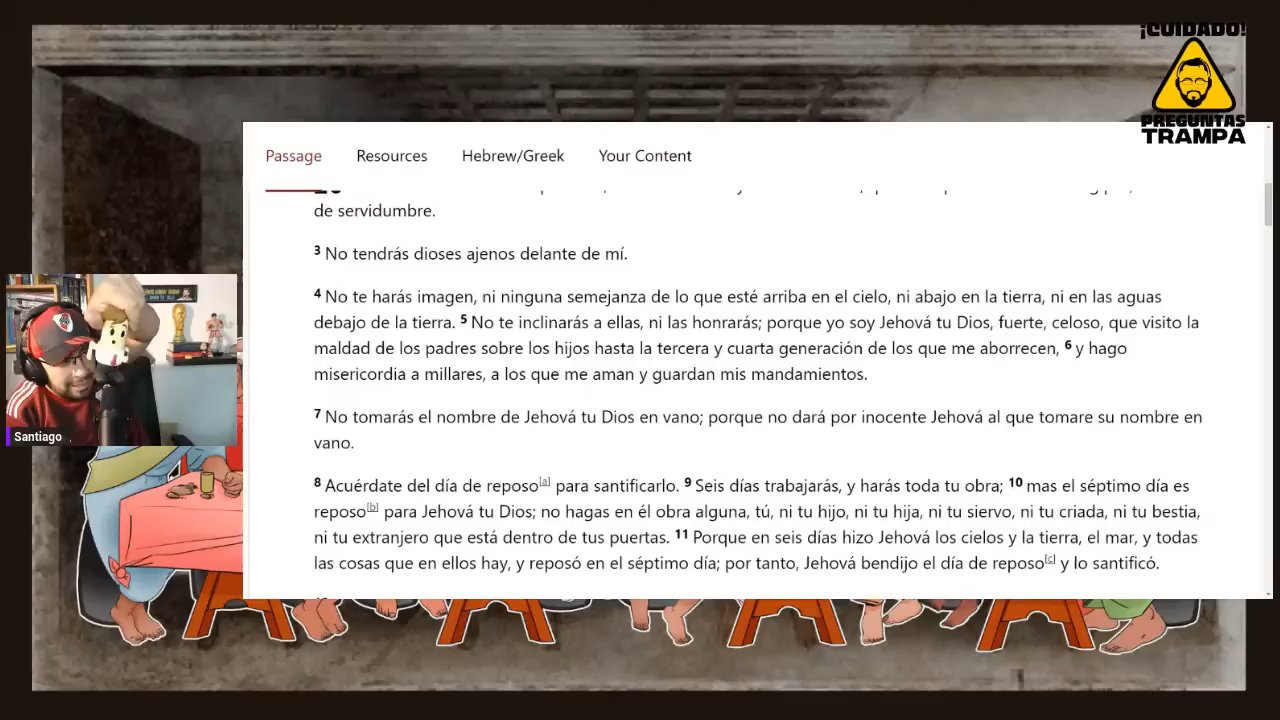 ¡CUIDADO!
PREGUNTAS
TRAMPA
Passage Resources Hebrew/Greek Your Content
de servidumbre.
3 No tendrás dioses ajenos delante de mí.
4 No te harás imagen, ni ninguna semejanza de lo que esté arriba en el cielo, ni abajo en la tierra, ni en las aguas
debajo de la tierra. 5 No te inclinarás a ellas, ni las honrarás; porque yo soy Jehová tu Dios, fuerte, celoso, que visito la
maldad de los padres sobre los hijos hasta la tercera y cuarta generación de los que me aborrecen, 6 y hago
misericordia a millares, a los que me aman y guardan mis mandamientos.
7 No tomarás el nombre de Jehová tu Dios en vano; porque no dará por inocente Jehová al que tomare su nombre en
vano.
8 Acuérdate del día de reposo[a] para santificarlo. 9 Seis días trabajarás, y harás toda tu obra; 10 mas el séptimo día es
reposo[b] para Jehová tu Dios; no hagas en él obra alguna, tú, ni tu hijo, ni tu hija, ni tu siervo, ni tu criada, ni tu bestia,
ni tu extranjero que está dentro de tus puertas. 11 Porque en seis días hizo Jehová los cielos y la tierra, el mar, y todas
las cosas que en ellos hay, y reposó en el séptimo día; por tanto, Jehová bendijo el día de reposo[c] y lo santificó.
Santiago